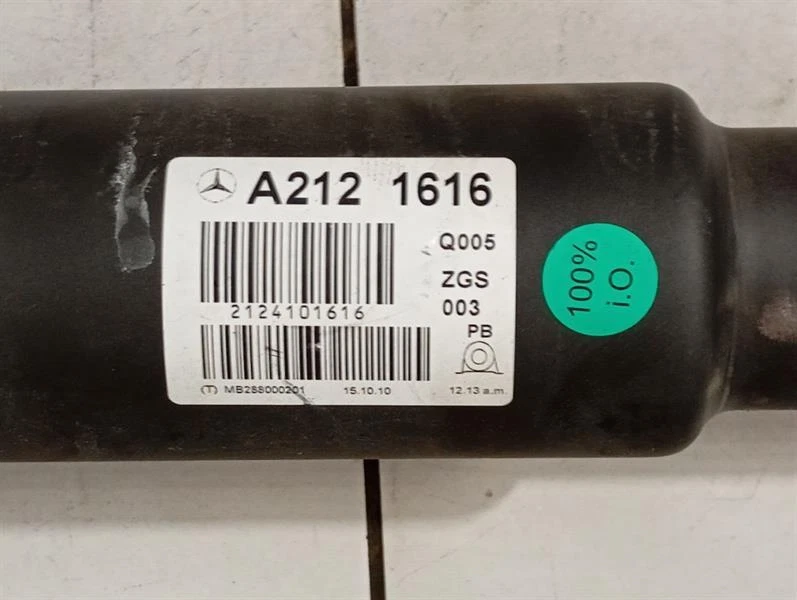 A212 1616
Q005
ZGS
003
2124101616
PB
(T) MB288000201 15.10.10 12.13 a.m.
100%
i.O.